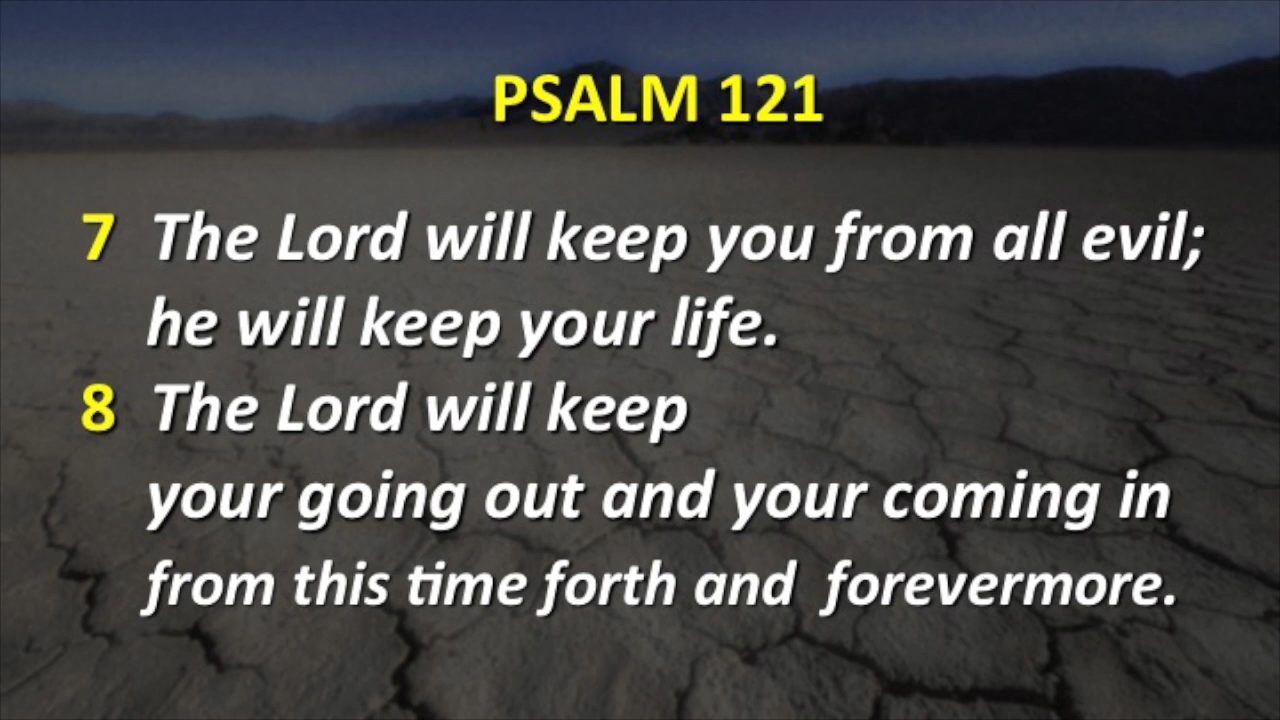 PSALM 121
7 The Lord will keep you from all evil;
he will keep your life.
8 The Lord will keep
your going out and your coming in
from this time forth and forevermore.